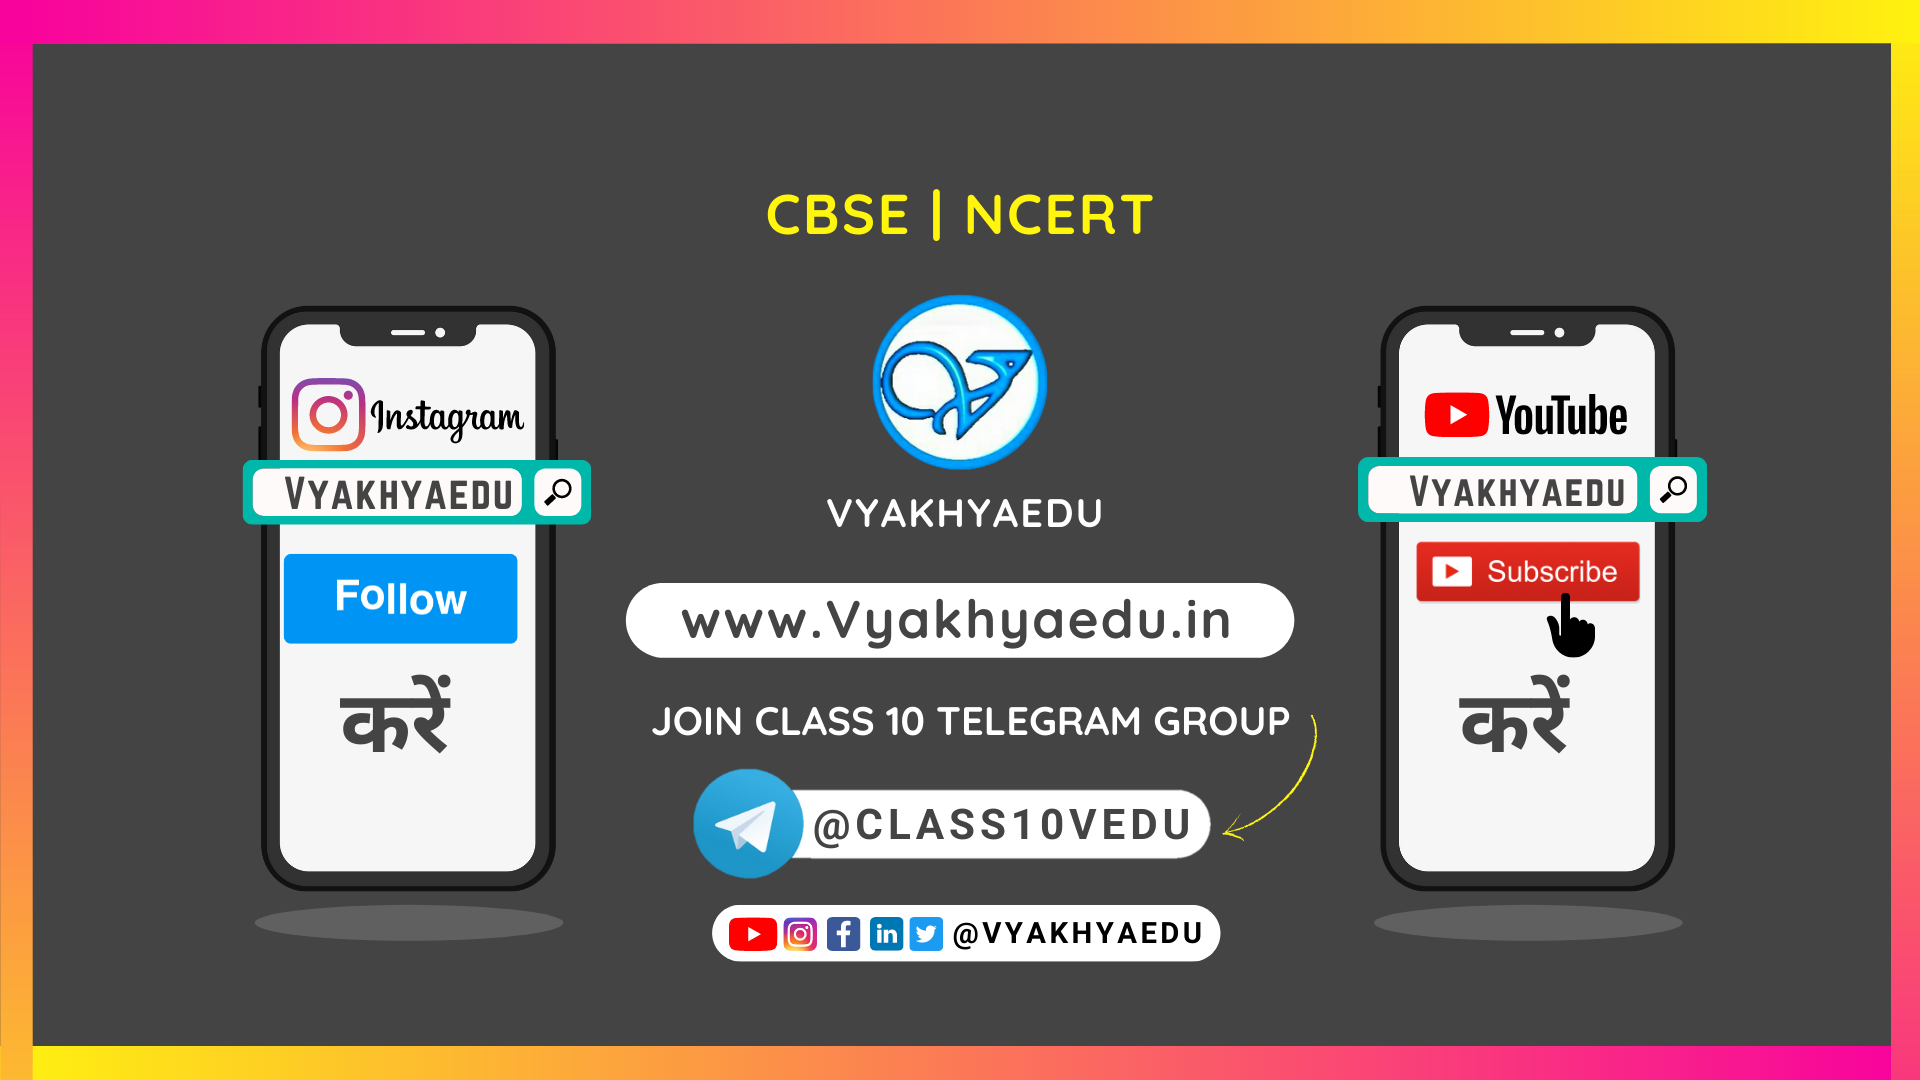 CBSE | NCERT
Instagram
VYAKHYAEDU
Follow
करें
VYAKHYAEDU
www.Vyakhyaedu.in
JOIN CLASS 10 TELEGRAM GROUP
@CLASS10VEDU
@VYAKHYAEDU
YouTube
VYAKHYAEDU
Subscribe
करें